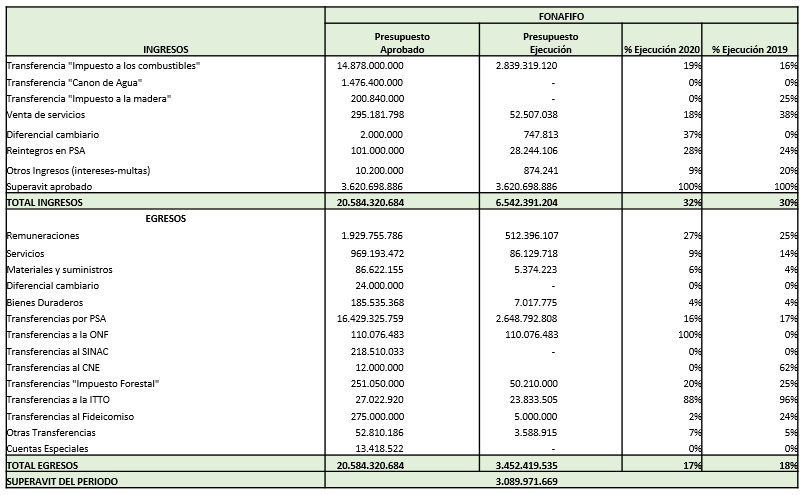 FONAFIFO
INGRESOS Presupuesto Aprobado Presupuesto Ejecución % Ejecución 2020 % Ejecución 2019
Transferencia "Impuesto a los combustibles" 14.878.000.000 2.839.319.120 19% 16%
Transferencia "Canon de Agua" 1.476.400.000 - 0% 0%
Transferencia "Impuesto a la madera" 200.840.000 - 0% 25%
Venta de servicios 295.181.798 52.507.038 18% 38%
Diferencial cambiario 2.000.000 747.813 37% 0%
Reintegros en PSA 101.000.000 28.244.106 28% 24%
Otros Ingresos (intereses-multas) 10.200.000 874.241 9% 20%
Superavit aprobado 3.620.698.886 3.620.698.886 100% 100%
TOTAL INGRESOS 20.584.320.684 6.542.391.204 32% 30%
EGRESOS
Remuneraciones 1.929.755.786 512.396.107 27% 25%
Servicios 969.193.472 86.129.718 9% 14%
Materiales y suministros 86.622.155 5.374.223 6% 4%
Diferencial cambiario 24.000.000 - 0% 0%
Bienes Duraderos 185.535.368 7.017.775 4% 4%
Transferencias por PSA 16.429.325.759 2.648.792.808 16% 17%
Transferencias a la ONF 110.076.483 110.076.483 100% 0%
Transferencias al SINAC 218.510.033 - 0% 0%
Transferencias al CNE 12.000.000 0% 62%
Transferencias "Impuesto Forestal" 251.050.000 50.210.000 20% 25%
Transferencias a la ITTO 27.022.920 23.833.505 88% 96%
Transferencias al Fideicomiso 275.000.000 5.000.000 2% 24%
Otras Transferencias 52.810.186 3.588.915 7% 5%
Cuentas Especiales 13.418.522 - 0% 0%
TOTAL EGRESOS 20.584.320.684 3.452.419.535 17% 18%
SUPERAVIT DEL PERIODO 3.089.971.669